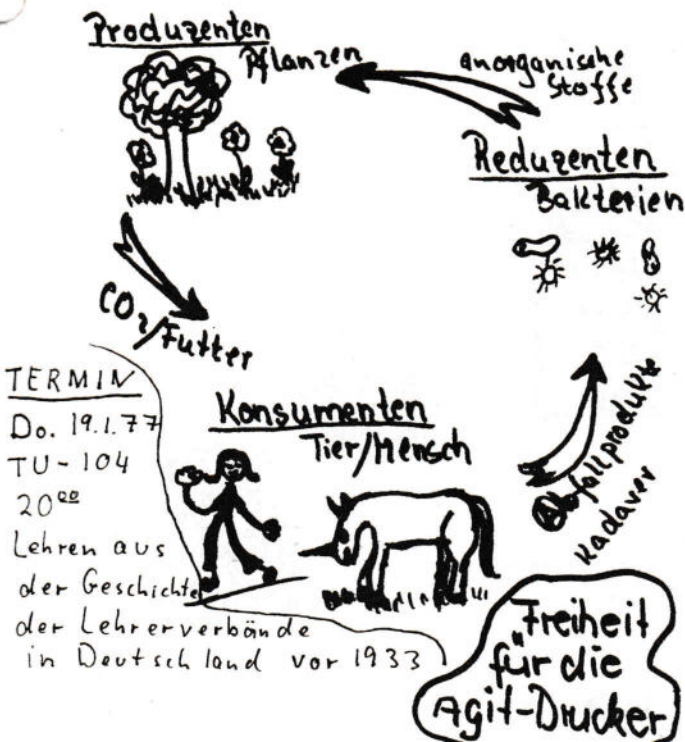 Produzenten
Pflanzen
anorganische
Stoffe
Reduzenten
Bakterien
CO₂/Futter
Konsumenten
Tier/Mensch
Abfallprodukte
Kadaver
TERMIN
Do. 19.1.77
TU-104
20⁰⁰
Lehren aus
der Geschichte
der Lehrerverbände
in Deutschland vor 1933
"Freiheit
für die
Agit-Drucker